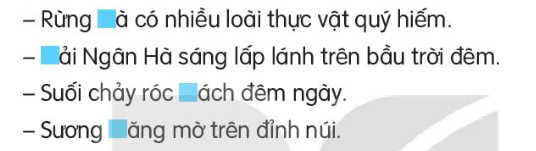 – Rừng à có nhiều loài thực vật quý hiếm.
– ải Ngân Hà sáng lấp lánh trên bầu trời đêm.
– Suối chảy róc ách đêm ngày.
– Sương ăng mờ trên đỉnh núi.